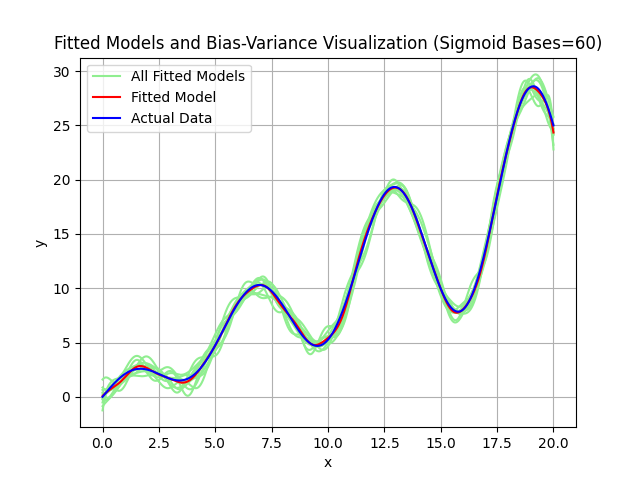 Fitted Models and Bias-Variance Visualization (Sigmoid Bases=60)
All Fitted Models
Fitted Model
Actual Data
y
30
25
20
15
10
5
0
0.0 2.5 5.0 7.5 10.0 12.5 15.0 17.5 20.0
x